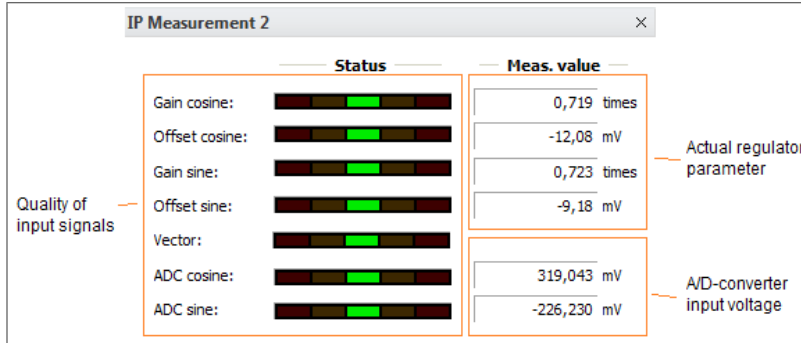 IP Measurement 2 ×
Status Meas. value
Gain cosine: 0,719 times
Offset cosine: -12,08 mV
Gain sine: 0,723 times
Offset sine: -9,18 mV
Vector:
ADC cosine: 319,043 mV
ADC sine: -226,230 mV
Quality of
input signals
Actual regulator
parameter
A/D-converter
input voltage